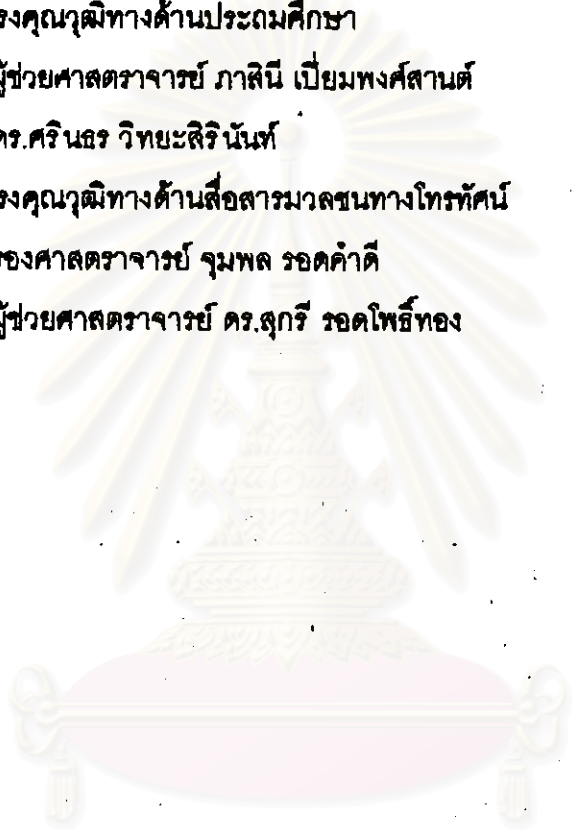 รงคุณวุฒิทางด้านประถมศึกษา
ผู้ช่วยศาสตราจารย์ ภาสินี เปี่ยมพงศ์สานต์
ดร.ศรินธร วิทยะสิรินันท์
รงคุณวุฒิทางด้านสื่อสารมวลชนทางโทรทัศน์
รองศาสตราจารย์ จุมพล รอดคำดี
ผู้ช่วยศาสตราจารย์ ดร.สุกรี รอดโพธิ์ทอง